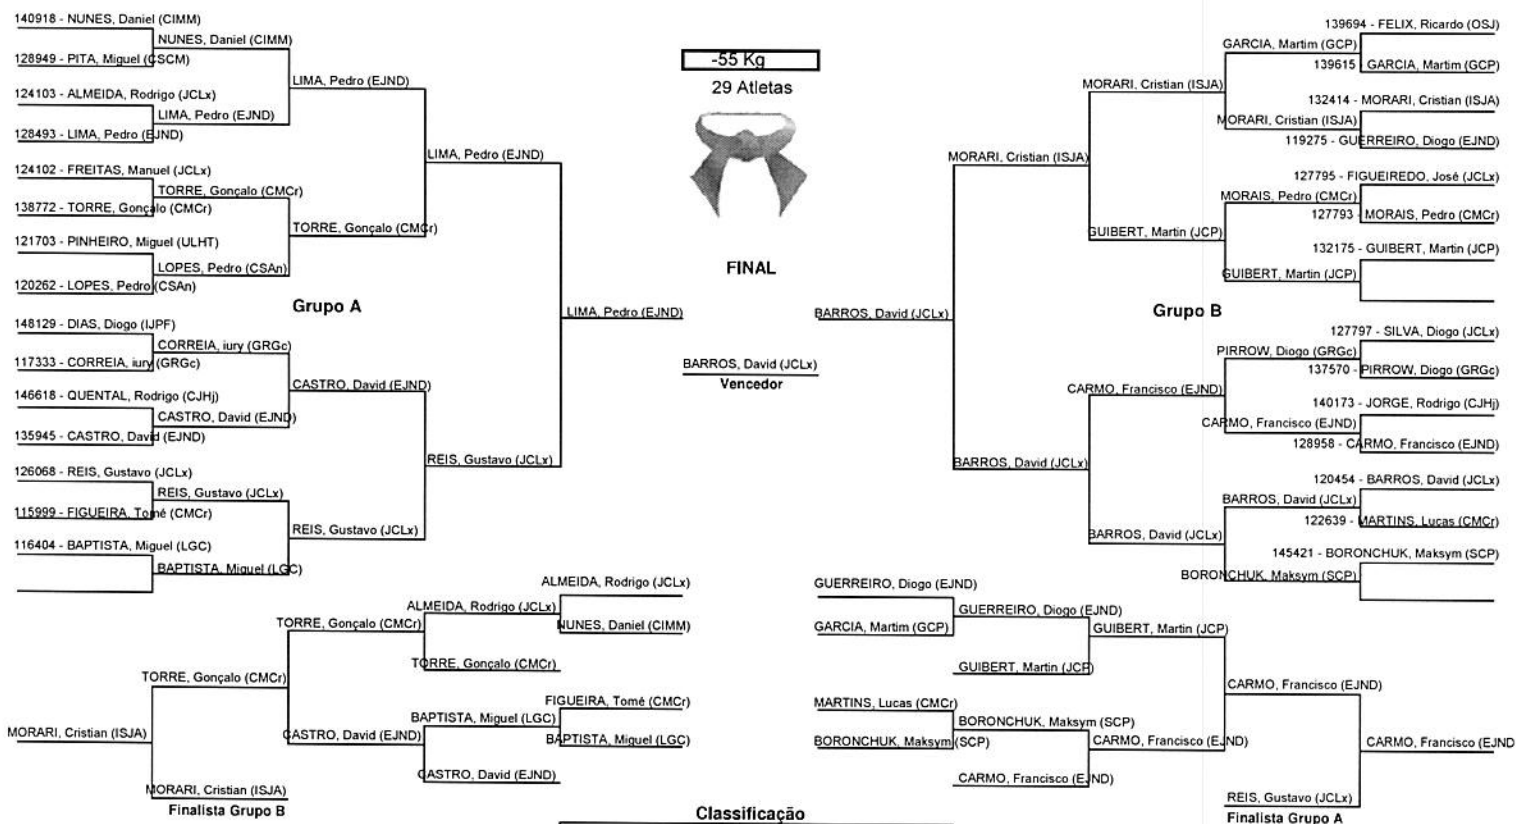 140918 - NUNES, Daniel (CIMM)
NUNES, Daniel (CIMM)
128949 - PITA, Miguel (CSCM)
LIMA, Pedro (EJND)
124103 - ALMEIDA, Rodrigo (JCLx)
LIMA, Pedro (EJND)
128493 - LIMA, Pedro (EJND)
LIMA, Pedro (EJND)
124102 - FREITAS, Manuel (JCLx)
TORRE, Gonçalo (CMCr)
138772 - TORRE, Gonçalo (CMCr)
TORRE, Gonçalo (CMCr)
121703 - PINHEIRO, Miguel (ULHT)
LOPES, Pedro (CSAn)
120262 - LOPES, Pedro (CSAn)
Grupo A
LIMA, Pedro (EJND)
148129 - DIAS, Diogo (IJPF)
CORREIA, iury (GRGc)
117333 - CORREIA, iury (GRGc)
CASTRO, David (EJND)
146618 - QUENTAL, Rodrigo (CJHj)
CASTRO, David (EJND)
135945 - CASTRO, David (EJND)
REIS, Gustavo (JCLx)
126068 - REIS, Gustavo (JCLx)
REIS, Gustavo (JCLx)
115999 - FIGUEIRA, Tomé (CMCr)
REIS, Gustavo (JCLx)
116404 - BAPTISTA, Miguel (LGC)
BAPTISTA, Miguel (LGC)
-55 Kg
29 Atletas
FINAL
BARROS, David (JCLx)
Vencedor
139694 - FELIX, Ricardo (OSJ)
GARCIA, Martim (GCP)
139615 - GARCIA, Martim (GCP)
MORARI, Cristian (ISJA)
132414 - MORARI, Cristian (ISJA)
MORARI, Cristian (ISJA)
119275 - GUERREIRO, Diogo (EJND)
MORARI, Cristian (ISJA)
127795 - FIGUEIREDO, José (JCLx)
MORAIS, Pedro (CMCr)
127793 - MORAIS, Pedro (CMCr)
GUIBERT, Martin (JCP)
132175 - GUIBERT, Martin (JCP)
GUIBERT, Martin (JCP)
Grupo B
BARROS, David (JCLx)
127797 - SILVA, Diogo (JCLx)
PIRROW, Diogo (GRGc)
137570 - PIRROW, Diogo (GRGc)
CARMO, Francisco (EJND)
140173 - JORGE, Rodrigo (CJHj)
CARMO, Francisco (EJND)
128958 - CARMO, Francisco (EJND)
BARROS, David (JCLx)
120454 - BARROS, David (JCLx)
BARROS, David (JCLx)
122639 - MARTINS, Lucas (CMCr)
BARROS, David (JCLx)
145421 - BORONCHUK, Maksym (SCP)
BORONCHUK, Maksym (SCP)
ALMEIDA, Rodrigo (JCLx)
ALMEIDA, Rodrigo (JCLx)
NUNES, Daniel (CIMM)
TORRE, Gonçalo (CMCr)
TORRE, Gonçalo (CMCr)
TORRE, Gonçalo (CMCr)
FIGUEIRA, Tomé (CMCr)
BAPTISTA, Miguel (LGC)
BAPTISTA, Miguel (LGC)
CASTRO, David (EJND)
CASTRO, David (EJND)
MORARI, Cristian (ISJA)
MORARI, Cristian (ISJA)
Finalista Grupo B
GUERREIRO, Diogo (EJND)
GUERREIRO, Diogo (EJND)
GARCIA, Martim (GCP)
GUIBERT, Martin (JCP)
GUIBERT, Martin (JCP)
CARMO, Francisco (EJND)
MARTINS, Lucas (CMCr)
BORONCHUK, Maksym (SCP)
BORONCHUK, Maksym (SCP)
CARMO, Francisco (EJND)
CARMO, Francisco (EJND)
CARMO, Francisco (EJND
REIS, Gustavo (JCLx)
Finalista Grupo A
Classificação